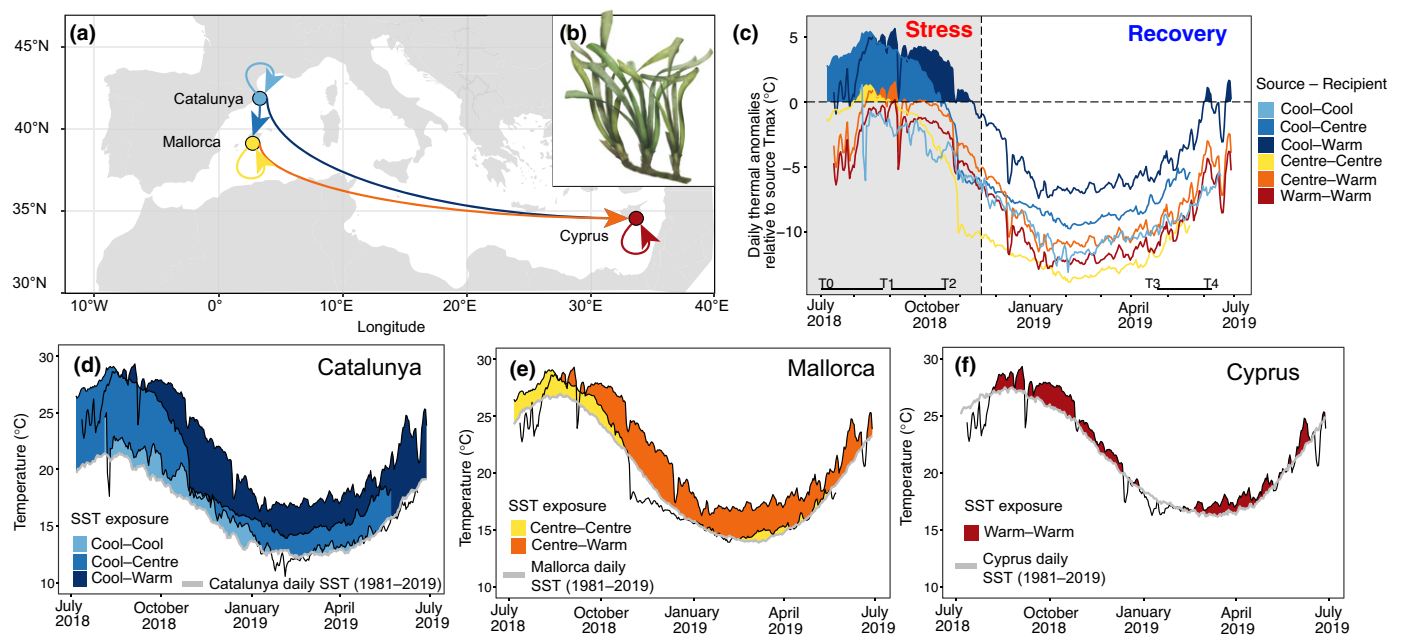 (a)
45°N
40°N
35°N
30°N
Catalunya
Mallorca
Cyprus
10°W
0°
10°E
20°E
30°E
40°E
Longitude
(b)
(c)
Stress
Recovery
Daily thermal anomalies
relative to source Tmax (°C)
5
0
−5
−10
T0
T1
T2
T3
T4
July
2018
October
2018
January
2019
April
2019
July
2019
Source – Recipient
Cool–Cool
Cool–Centre
Cool–Warm
Centre–Centre
Centre–Warm
Warm–Warm
(d)
Catalunya
Temperature (°C)
30
25
20
15
10
SST exposure
Cool–Cool
Cool–Centre
Cool–Warm
Catalunya daily SST (1981–2019)
July
2018
October
2018
January
2019
April
2019
July
2019
(e)
Mallorca
Temperature (°C)
30
25
20
15
10
SST exposure
Centre–Centre
Centre–Warm
Mallorca daily
SST (1981–2019)
July
2018
October
2018
January
2019
April
2019
July
2019
(f)
Cyprus
Temperature (°C)
30
25
20
15
10
SST exposure
Warm–Warm
Cyprus daily
SST (1981–2019)
July
2018
October
2018
January
2019
April
2019
July
2019